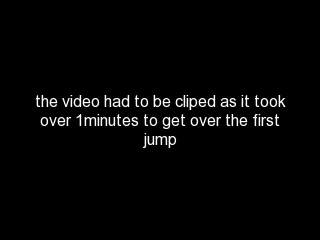 the video had to be cliped as it took
over 1minutes to get over the first
jump